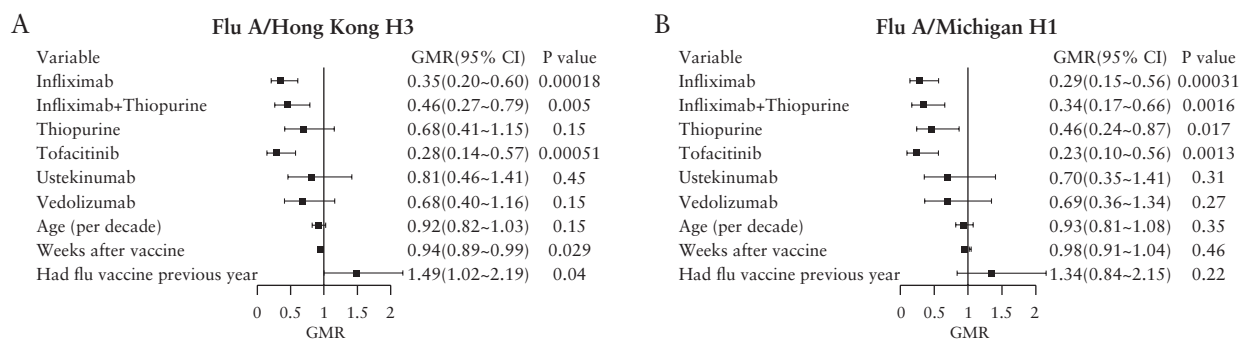 A Flu A/Hong Kong H3
Variable GMR(95% CI) P value
Infliximab 0.35(0.20~0.60) 0.00018
Infliximab+Thiopurine 0.46(0.27~0.79) 0.005
Thiopurine 0.68(0.41~1.15) 0.15
Tofacitinib 0.28(0.14~0.57) 0.00051
Ustekinumab 0.81(0.46~1.41) 0.45
Vedolizumab 0.68(0.40~1.16) 0.15
Age (per decade) 0.92(0.82~1.03) 0.15
Weeks after vaccine 0.94(0.89~0.99) 0.029
Had flu vaccine previous year 1.49(1.02~2.19) 0.04
0 0.5 1 1.5 2
GMR
B Flu A/Michigan H1
Variable GMR(95% CI) P value
Infliximab 0.29(0.15~0.56) 0.00031
Infliximab+Thiopurine 0.34(0.17~0.66) 0.0016
Thiopurine 0.46(0.24~0.87) 0.017
Tofacitinib 0.23(0.10~0.56) 0.0013
Ustekinumab 0.70(0.35~1.41) 0.31
Vedolizumab 0.69(0.36~1.34) 0.27
Age (per decade) 0.93(0.81~1.08) 0.35
Weeks after vaccine 0.98(0.91~1.04) 0.46
Had flu vaccine previous year 1.34(0.84~2.15) 0.22
0 0.5 1 1.5 2
GMR